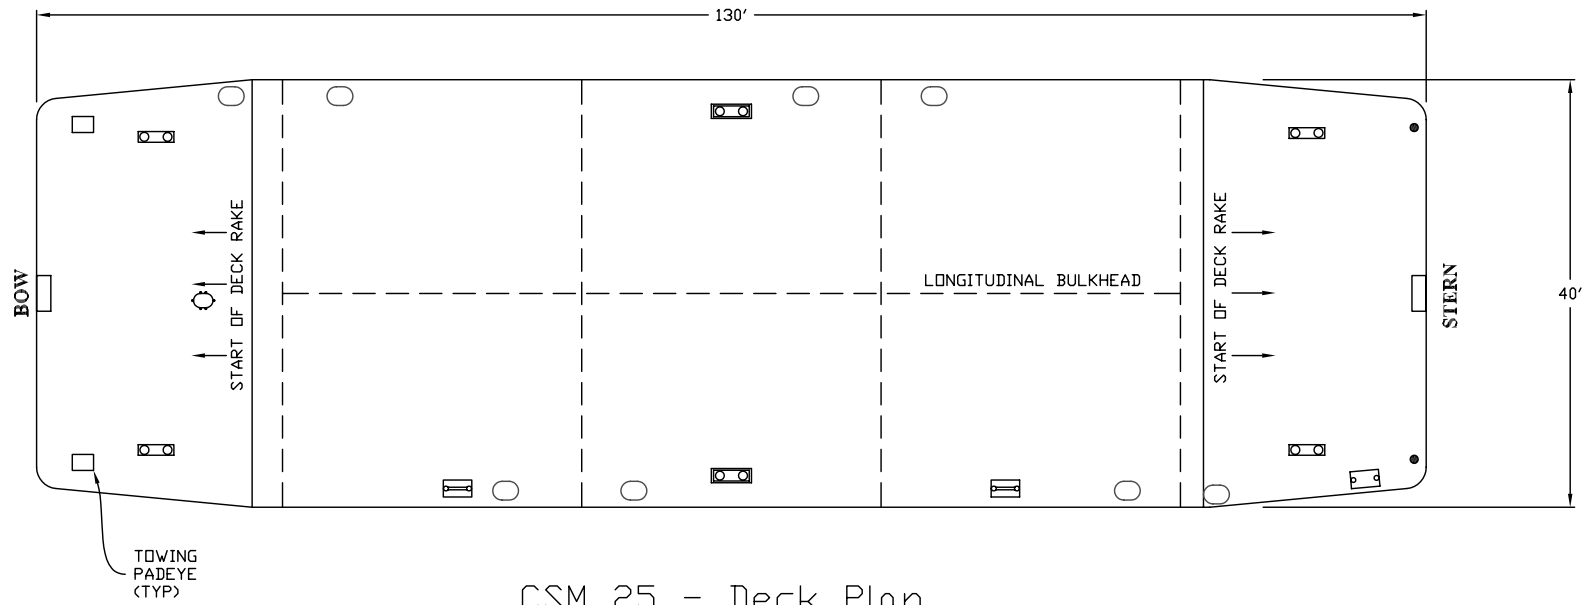 130'
START OF DECK RAKE
START OF DECK RAKE
LONGITUDINAL BULKHEAD
BOW
STERN
40'
TOWING
PADEYE
(TYP)
CSM 25 - Deck Plan